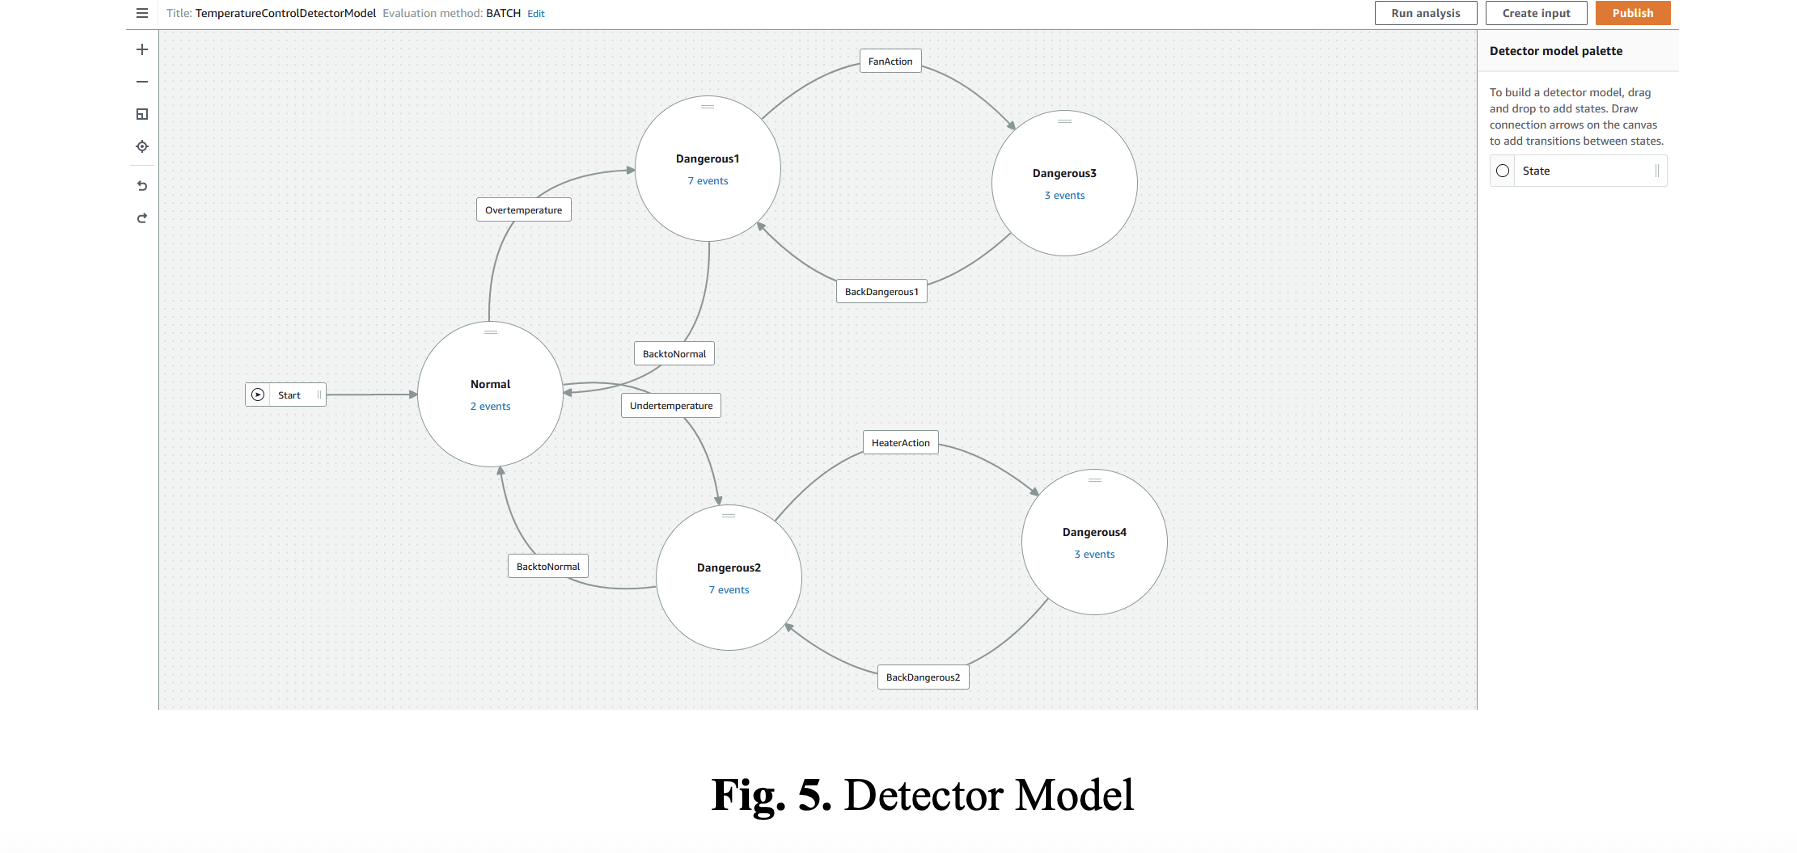 Title: TemperatureControlDetectorModel Evaluation method: BATCH Edit
Run analysis
Create input
Publish
Detector model palette
To build a detector model, drag
and drop to add states. Draw
connection arrows on the canvas
to add transitions between states.
State
FanAction
Dangerous1
7 events
Dangerous3
3 events
Overtemperature
BackDangerous1
BacktoNormal
Normal
2 events
Start
Undertemperature
HeaterAction
Dangerous4
3 events
BacktoNormal
Dangerous2
7 events
BackDangerous2
Fig. 5. Detector Model